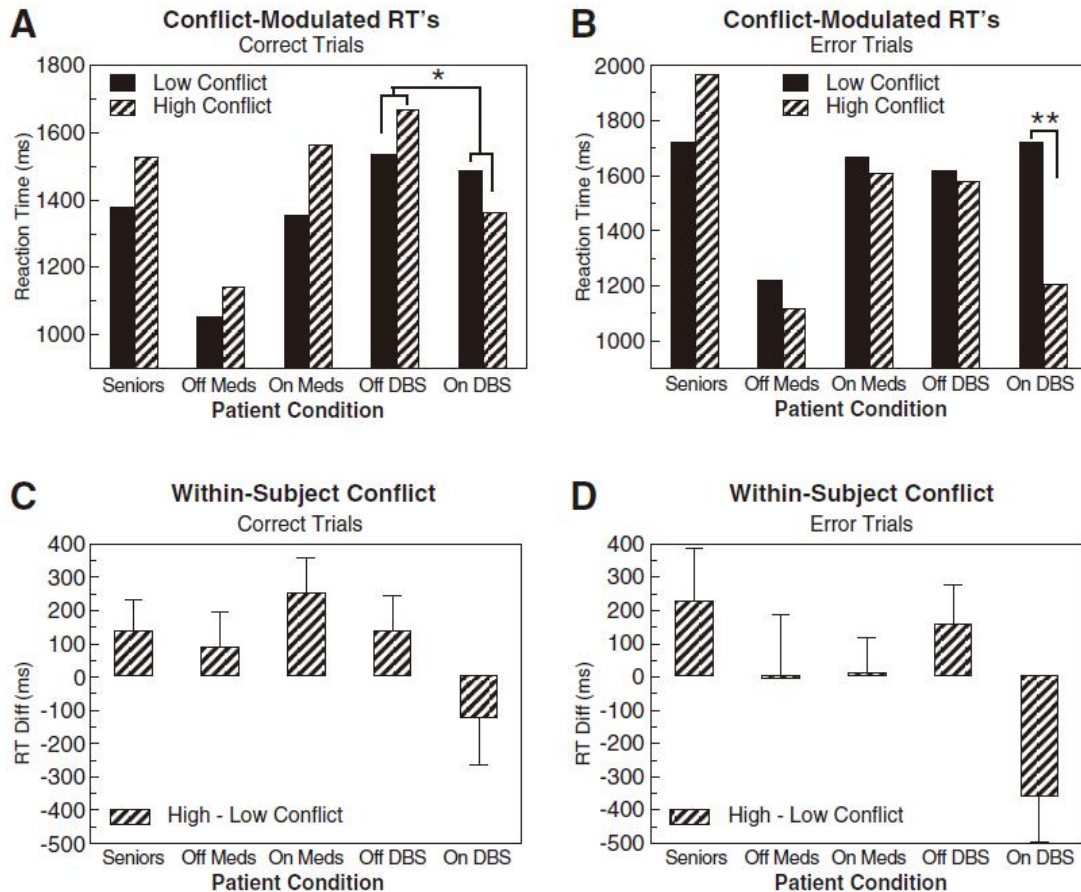 A
Conflict-Modulated RT's
Correct Trials
Reaction Time (ms)
1800
1600
1400
1200
1000
Low Conflict
High Conflict
*
Seniors Off Meds On Meds Off DBS On DBS
Patient Condition
B
Conflict-Modulated RT's
Error Trials
Reaction Time (ms)
2000
1800
1600
1400
1200
1000
Low Conflict
High Conflict
**
Seniors Off Meds On Meds Off DBS On DBS
Patient Condition
C
Within-Subject Conflict
Correct Trials
RT Diff (ms)
400
300
200
100
0
-100
-200
-300
-400
-500
High - Low Conflict
Seniors Off Meds On Meds Off DBS On DBS
Patient Condition
D
Within-Subject Conflict
Error Trials
RT Diff (ms)
400
300
200
100
0
-100
-200
-300
-400
-500
High - Low Conflict
Seniors Off Meds On Meds Off DBS On DBS
Patient Condition